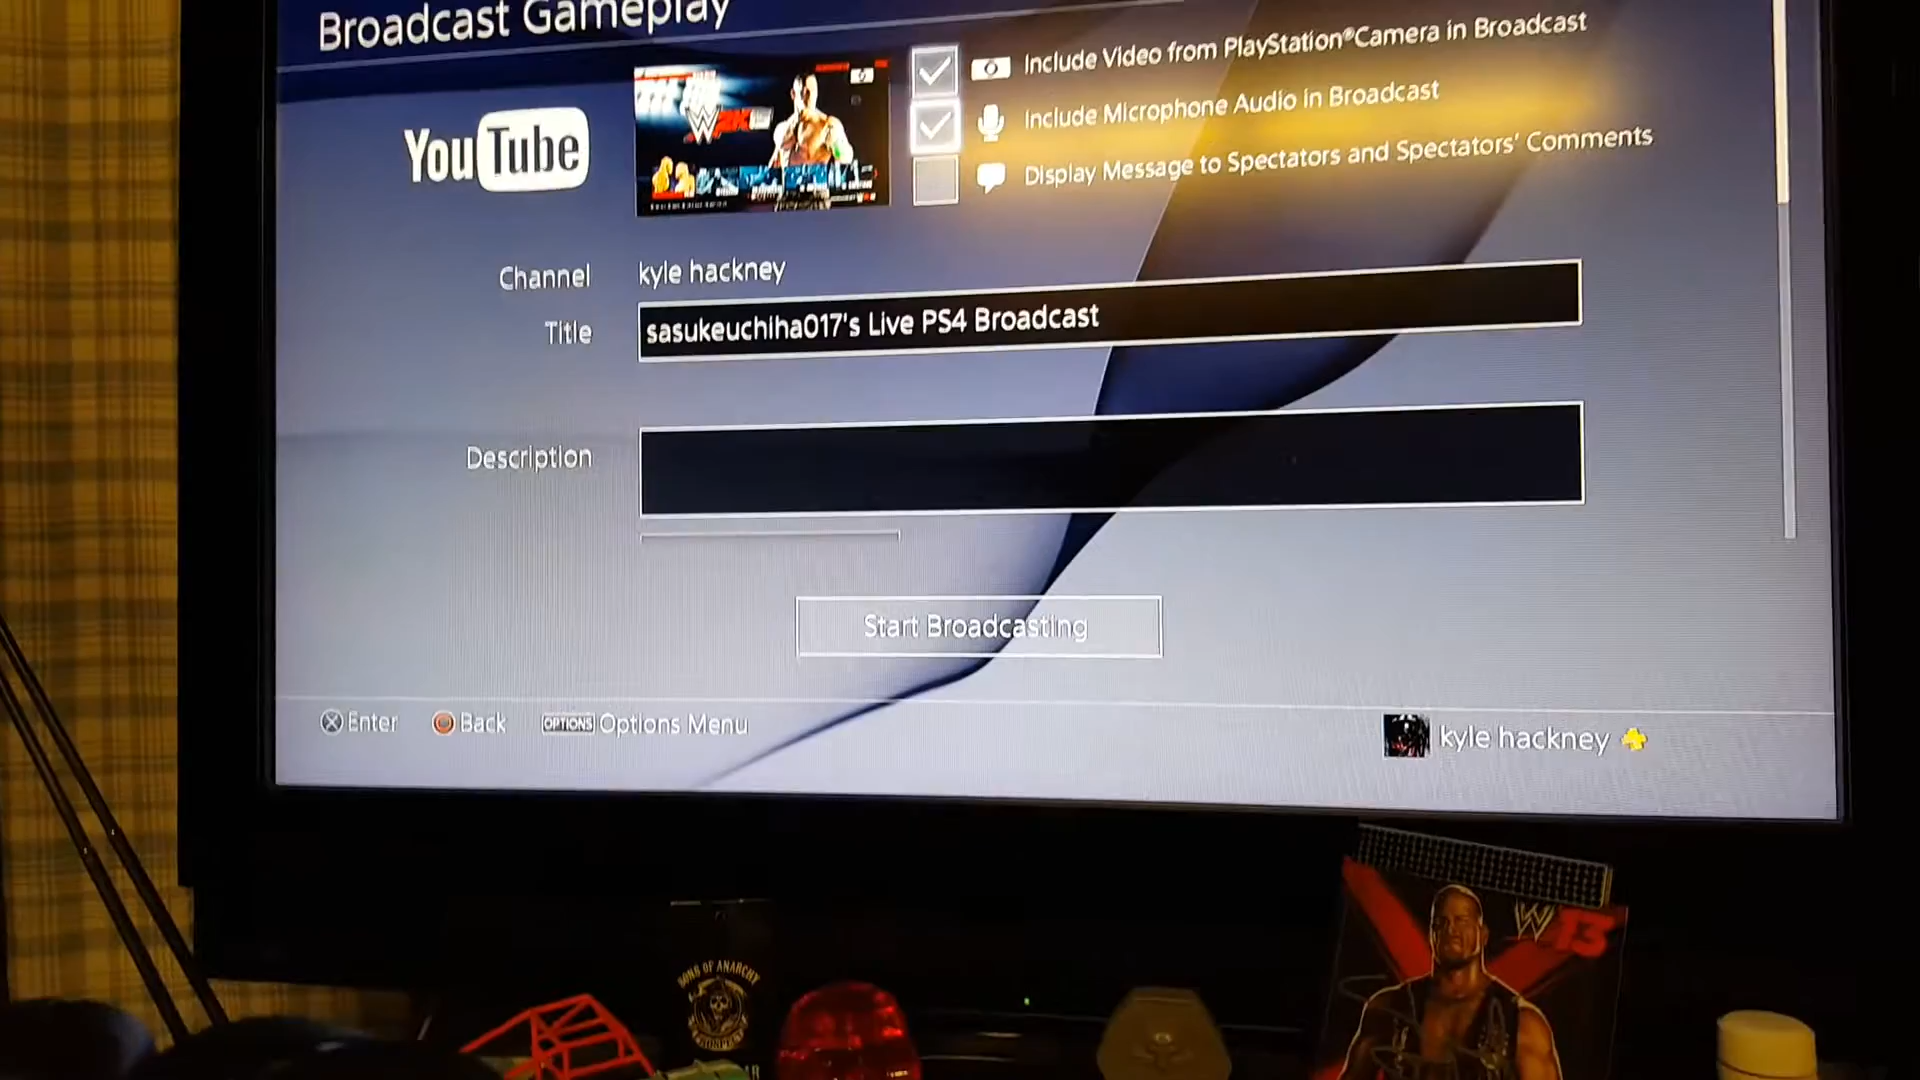 Broadcast Gameplay
Include Video from PlayStation®Camera in Broadcast
Include Microphone Audio in Broadcast
Display Message to Spectators and Spectators' Comments
YouTube
W 2K15
Channel kyle hackney
Title sasukeuchiha017's Live PS4 Broadcast
Description
Start Broadcasting
Enter Back OPTIONS Options Menu
kyle hackney
W 13
SONS OF ANARCHY